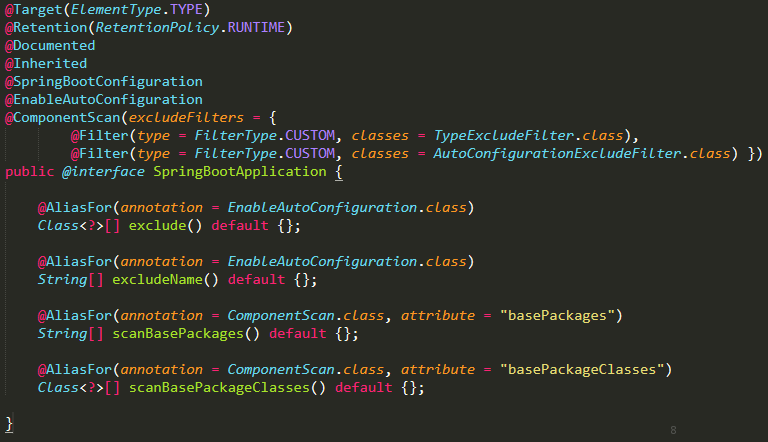 @Target(ElementType.TYPE)
@Retention(RetentionPolicy.RUNTIME)
@Documented
@Inherited
@SpringBootConfiguration
@EnableAutoConfiguration
@ComponentScan(excludeFilters = {
        @Filter(type = FilterType.CUSTOM, classes = TypeExcludeFilter.class),
        @Filter(type = FilterType.CUSTOM, classes = AutoConfigurationExcludeFilter.class) })
public @interface SpringBootApplication {
    @AliasFor(annotation = EnableAutoConfiguration.class)
    Class<?>[] exclude() default {};
    @AliasFor(annotation = EnableAutoConfiguration.class)
    String[] excludeName() default {};
    @AliasFor(annotation = ComponentScan.class, attribute = "basePackages")
    String[] scanBasePackages() default {};
    @AliasFor(annotation = ComponentScan.class, attribute = "basePackageClasses")
    Class<?>[] scanBasePackageClasses() default {};
}
8